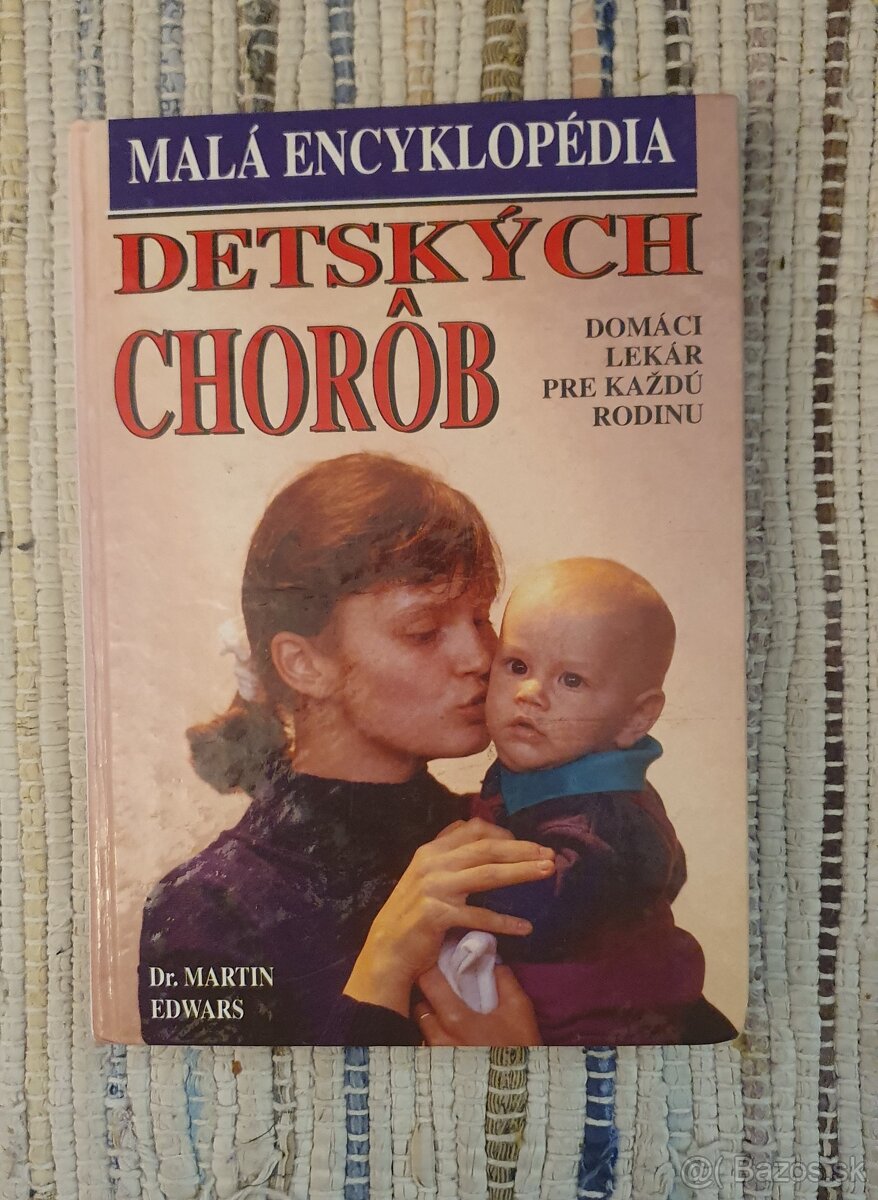 MALÁ ENCYKLOPÉDIA
DETSKÝCH
CHORÔB
DOMÁCI
LEKÁR
PRE KAŽDÚ
RODINU
Dr. MARTIN
EDWARS
@( Bazos.sk